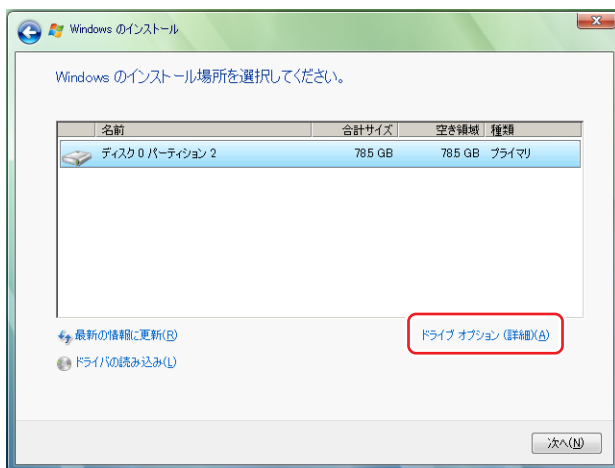 Windows のインストール
Windows のインストール場所を選択してください。
名前 合計サイズ 空き領域 種類
ディスク 0 パーティション 2 78.5 GB 78.5 GB プライマリ
最新の情報に更新(R) ドライブ オプション (詳細)(A)
ドライバの読み込み(L)
次へ(N)